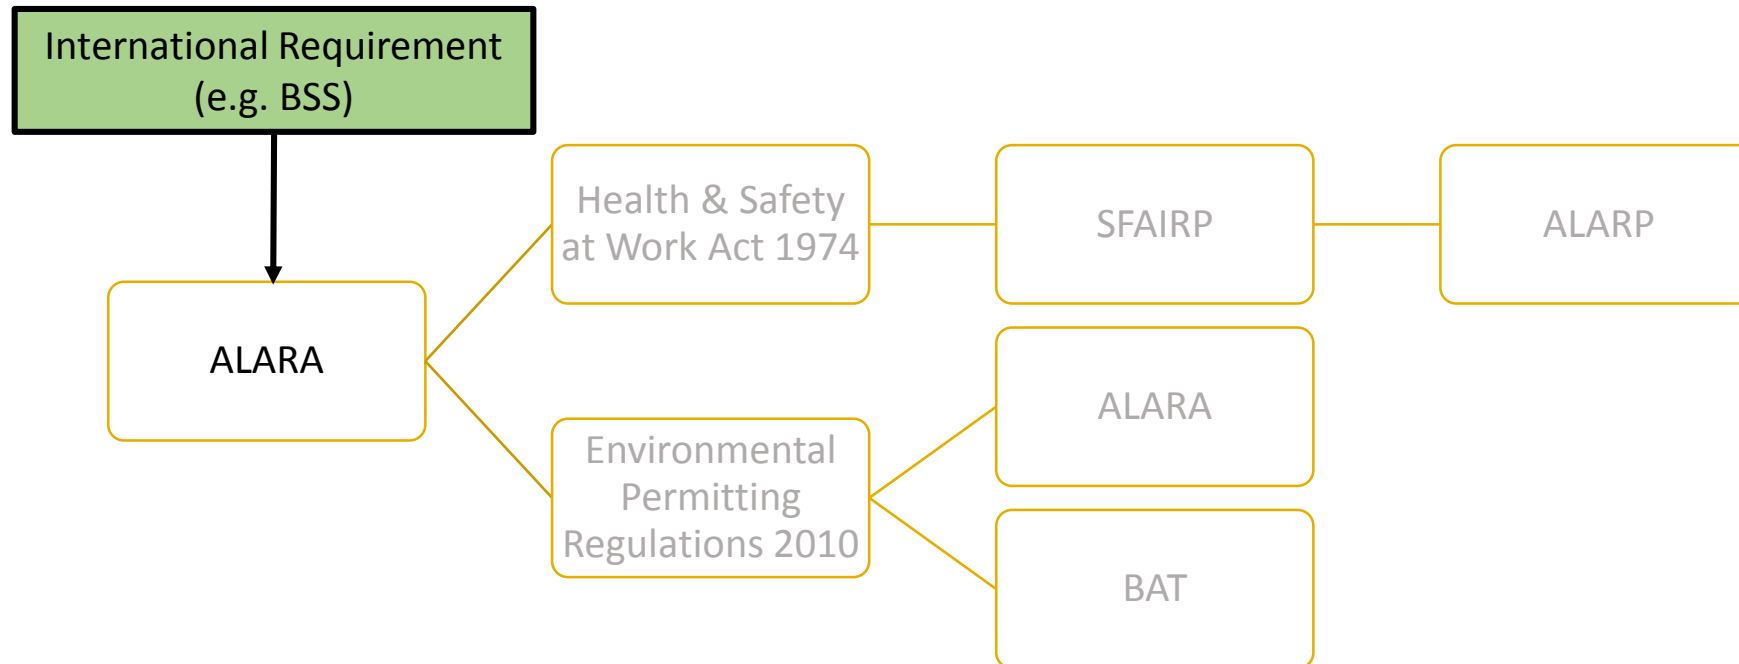 International Requirement
(e.g. BSS)
Health & Safety
at Work Act 1974
SFAIRP
ALARP
ALARA
ALARA
Environmental
Permitting
Regulations 2010
BAT